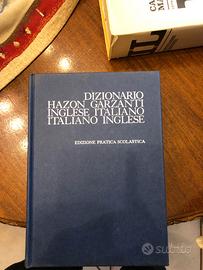 DIZIONARIO
HAZON GARZANTI
INGLESE ITALIANO
ITALIANO INGLESE
EDIZIONE PRATICA SCOLASTICA
subito